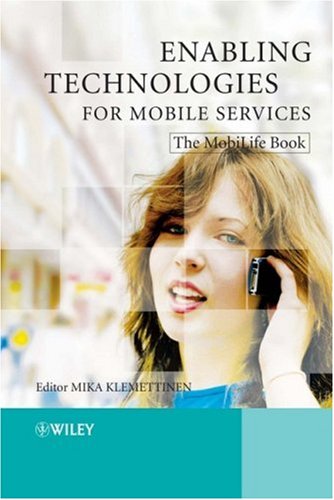 ENABLING
TECHNOLOGIES
FOR MOBILE SERVICES
The MobiLife Book
Editor MIKA KLEMETTINEN
WILEY